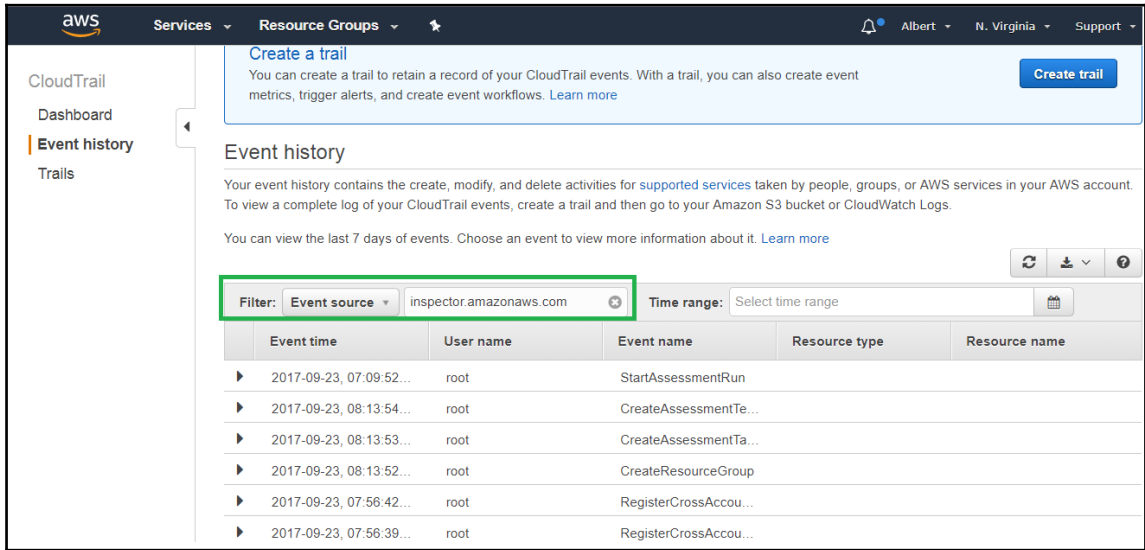 aws Services Resource Groups Albert N. Virginia Support
CloudTrail
Dashboard
Event history
Trails
Create a trail
You can create a trail to retain a record of your CloudTrail events. With a trail, you can also create event
metrics, trigger alerts, and create event workflows. Learn more
Create trail
Event history
Your event history contains the create, modify, and delete activities for supported services taken by people, groups, or AWS services in your AWS account.
To view a complete log of your CloudTrail events, create a trail and then go to your Amazon S3 bucket or CloudWatch Logs.
You can view the last 7 days of events. Choose an event to view more information about it. Learn more
Filter: Event source inspector.amazonaws.com Time range: Select time range
Event time User name Event name Resource type Resource name
2017-09-23, 07:09:52... root StartAssessmentRun
2017-09-23, 08:13:54... root CreateAssessmentTe...
2017-09-23, 08:13:53... root CreateAssessmentTa...
2017-09-23, 08:13:52... root CreateResourceGroup
2017-09-23, 07:56:42... root RegisterCrossAccou...
2017-09-23, 07:56:39... root RegisterCrossAccou...